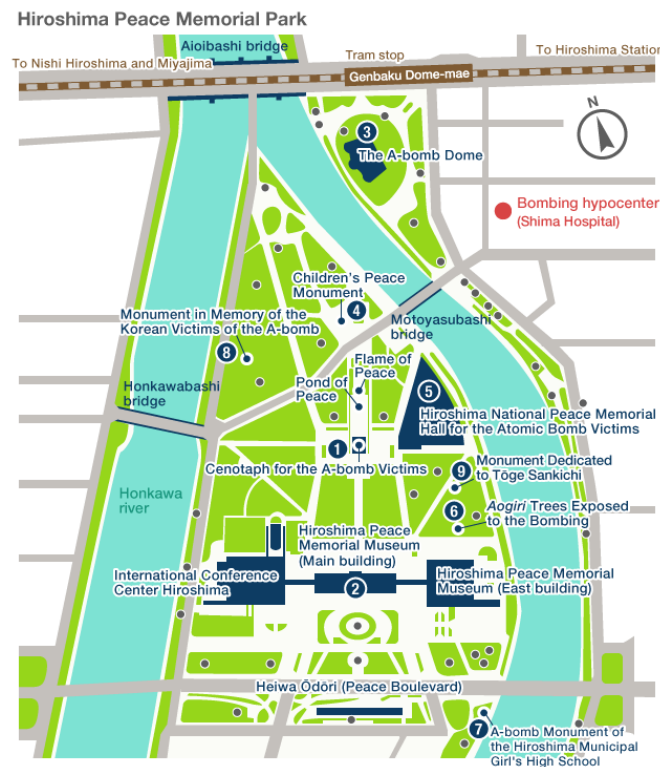 Hiroshima Peace Memorial Park
Aioibashi bridge
To Nishi Hiroshima and Miyajima
Tram stop
Genbaku Dome-mae
To Hiroshima Station
N
3
The A-bomb Dome
Bombing hypocenter
(Shima Hospital)
Children's Peace
Monument
4
Monument in Memory of the
Korean Victims of the A-bomb
8
Motoyasubashi
bridge
Flame of
Peace
Pond of
Peace
5
Hiroshima National Peace Memorial
Hall for the Atomic Bomb Victims
Honkawabashi
bridge
1
Cenotaph for the A-bomb Victims
9
Monument Dedicated
to Tōge Sankichi
Honkawa
river
6
Aogiri Trees Exposed
to the Bombing
Hiroshima Peace
Memorial Museum
(Main building)
International Conference
Center Hiroshima
2
Hiroshima Peace Memorial
Museum (East building)
Heiwa Ōdōri (Peace Boulevard)
7
A-bomb Monument of
the Hiroshima Municipal
Girl's High School